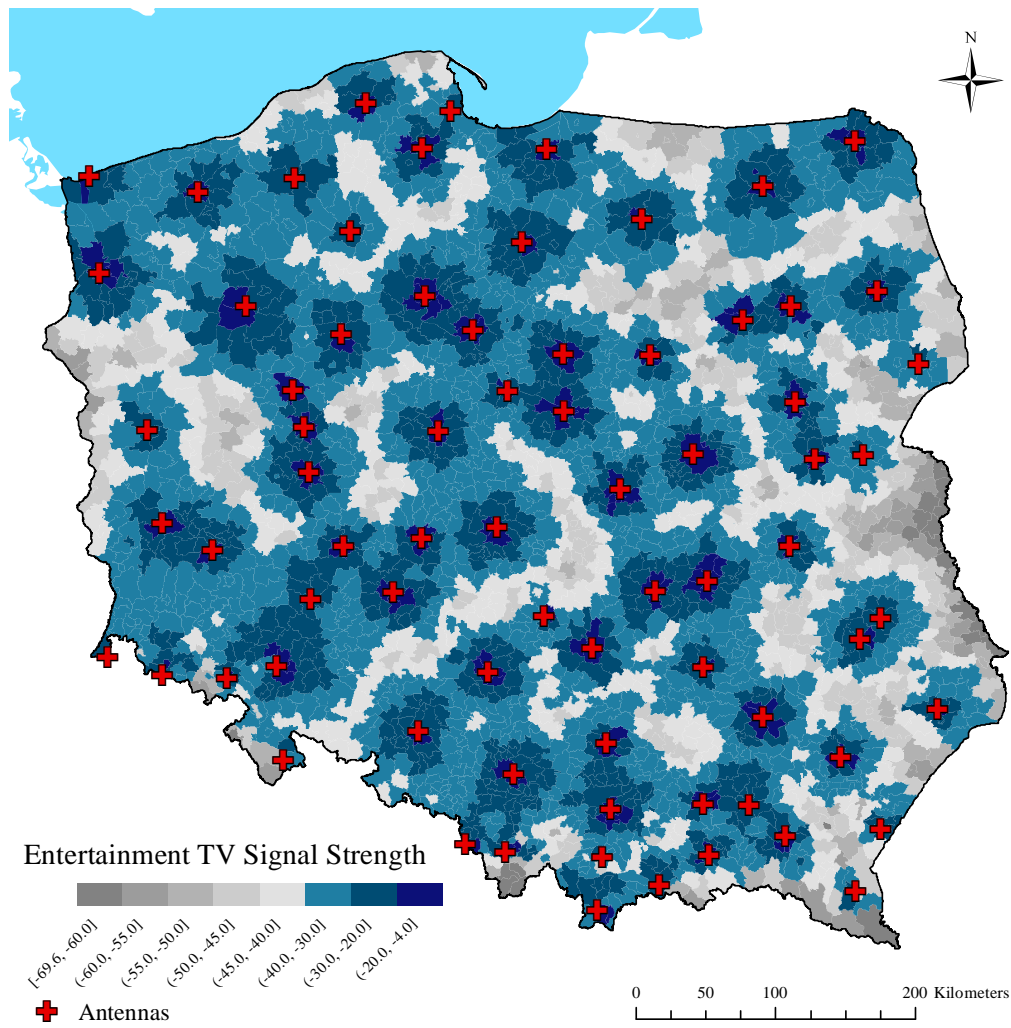 N
Entertainment TV Signal Strength
[-69.6, -60.0]
(-60.0, -55.0]
(-55.0, -50.0]
(-50.0, -45.0]
(-45.0, -40.0]
(-40.0, -30.0]
(-30.0, -20.0]
(-20.0, -4.0]
Antennas
0 50 100 200 Kilometers